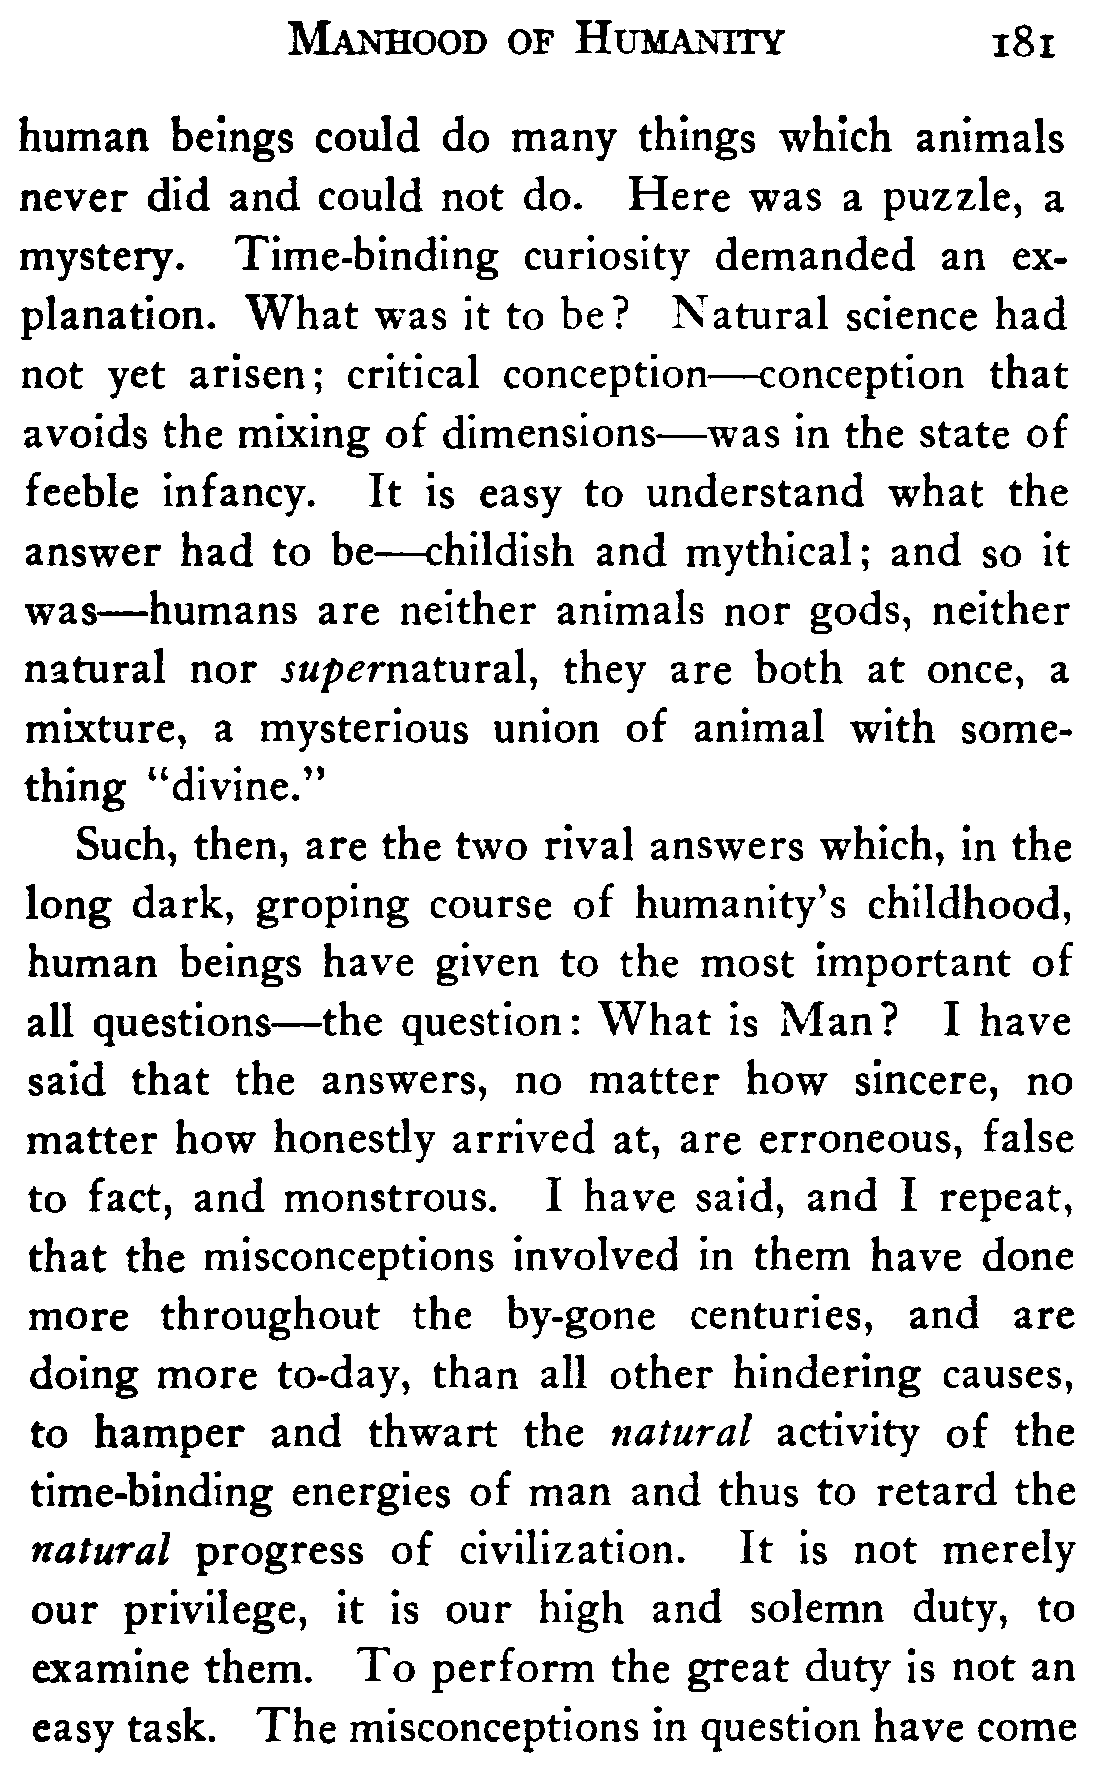 MANHOOD OF HUMANITY 181
human beings could do many things which animals
never did and could not do. Here was a puzzle, a
mystery. Time-binding curiosity demanded an ex-
planation. What was it to be? Natural science had
not yet arisen; critical conception—conception that
avoids the mixing of dimensions—was in the state of
feeble infancy. It is easy to understand what the
answer had to be—childish and mythical; and so it
was—humans are neither animals nor gods, neither
natural nor supernatural, they are both at once, a
mixture, a mysterious union of animal with some-
thing “divine.”
Such, then, are the two rival answers which, in the
long dark, groping course of humanity’s childhood,
human beings have given to the most important of
all questions—the question: What is Man? I have
said that the answers, no matter how sincere, no
matter how honestly arrived at, are erroneous, false
to fact, and monstrous. I have said, and I repeat,
that the misconceptions involved in them have done
more throughout the by-gone centuries, and are
doing more to-day, than all other hindering causes,
to hamper and thwart the natural activity of the
time-binding energies of man and thus to retard the
natural progress of civilization. It is not merely
our privilege, it is our high and solemn duty, to
examine them. To perform the great duty is not an
easy task. The misconceptions in question have come